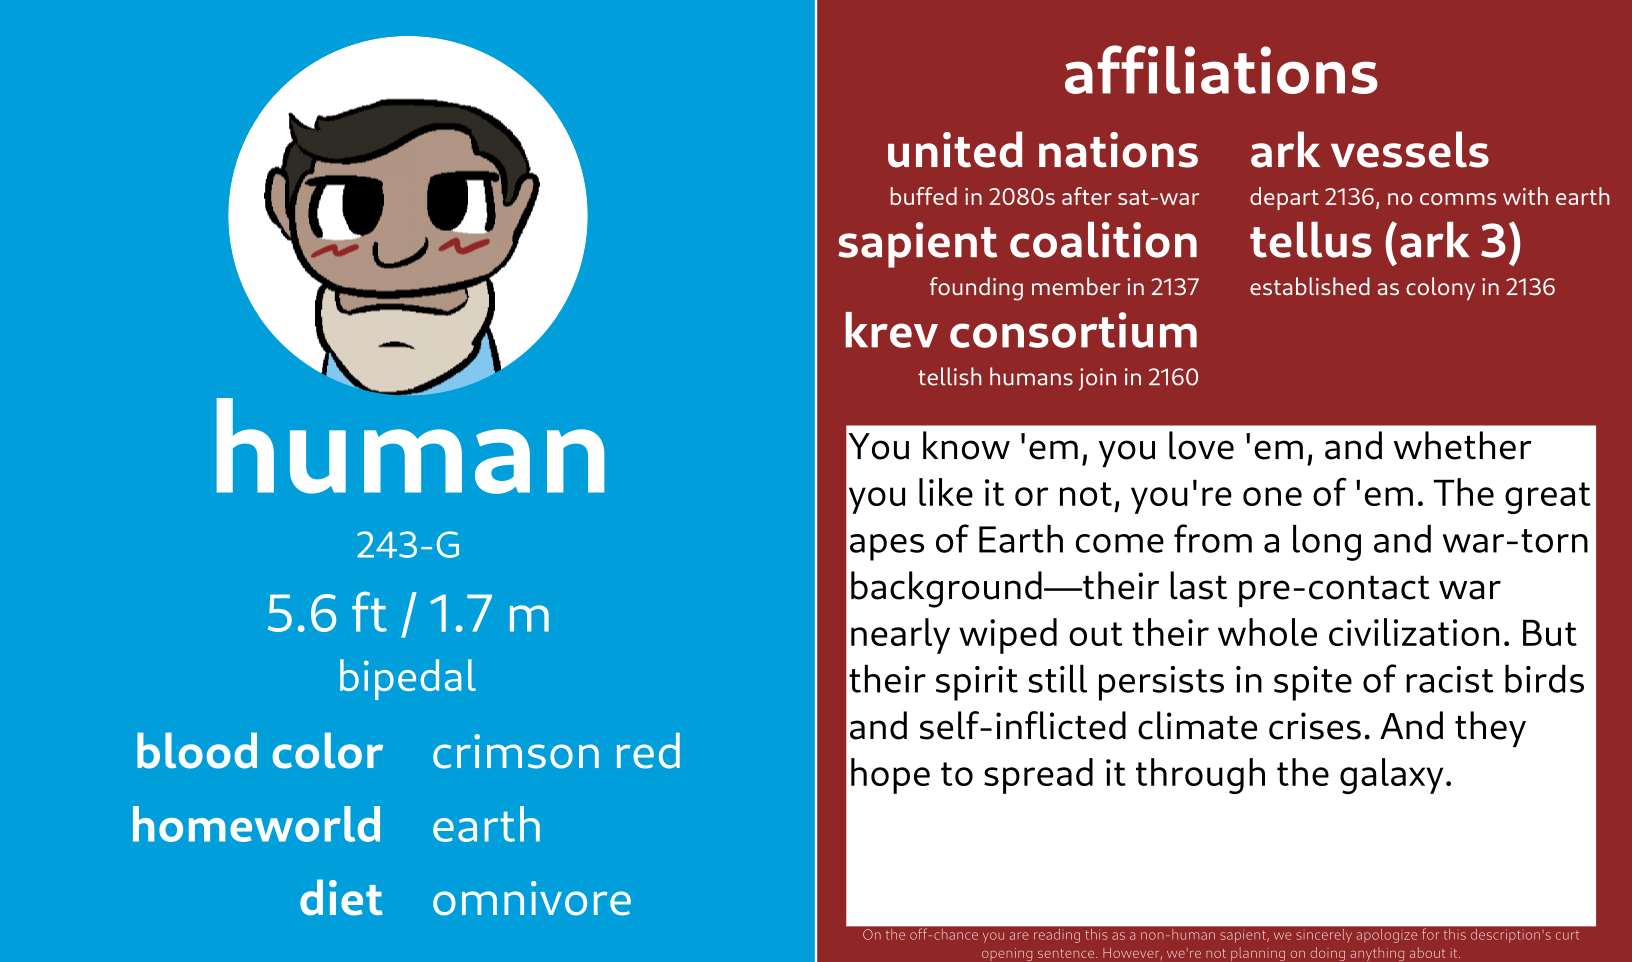 human
243-G
5.6 ft / 1.7 m
bipedal
blood color crimson red
homeworld earth
diet omnivore
affiliations
united nations
buffed in 2080s after sat-war
sapient coalition
founding member in 2137
krev consortium
tellish humans join in 2160
ark vessels
depart 2136, no comms with earth
tellus (ark 3)
established as colony in 2136
You know 'em, you love 'em, and whether
you like it or not, you're one of 'em. The great
apes of Earth come from a long and war-torn
background—their last pre-contact war
nearly wiped out their whole civilization. But
their spirit still persists in spite of racist birds
and self-inflicted climate crises. And they
hope to spread it through the galaxy.
On the off-chance you are reading this as a non-human sapient, we sincerely apologize for this description's curt
opening sentence. However, we're not planning on doing anything about it.